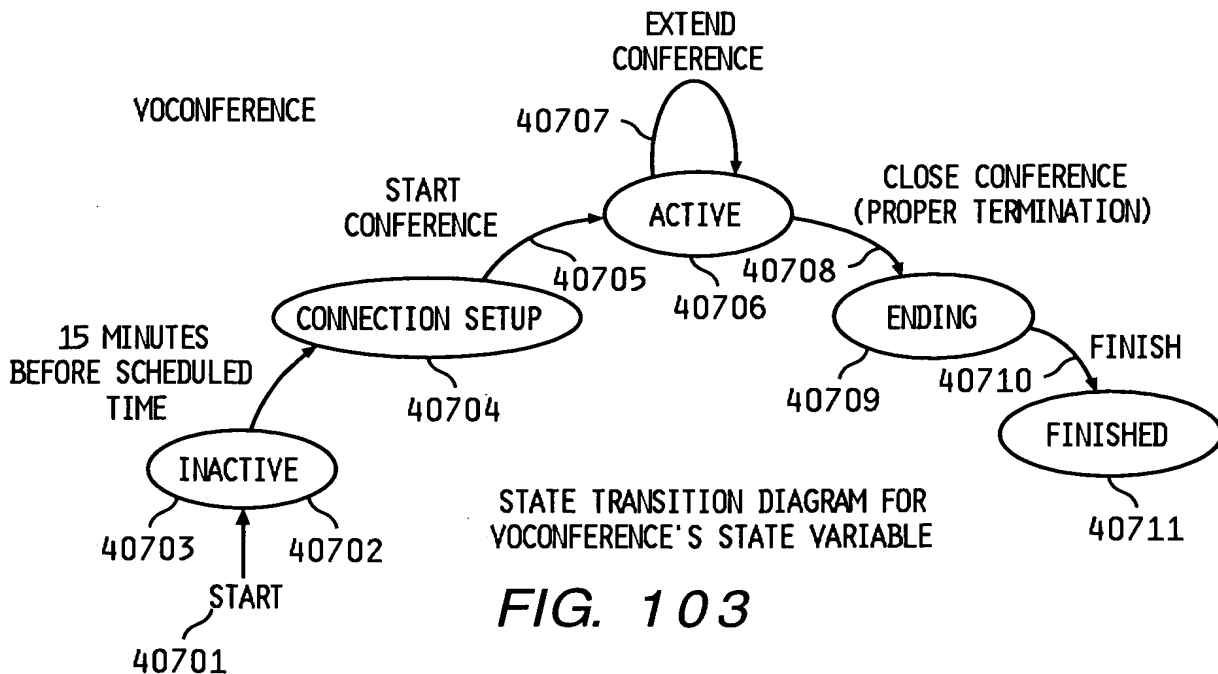 EXTEND
CONFERENCE
VOCONFERENCE
40707
START
CONFERENCE
ACTIVE
CLOSE CONFERENCE
(PROPER TERMINATION)
40705
40706
40708
CONNECTION SETUP
ENDING
15 MINUTES
BEFORE SCHEDULED
TIME
40704
40709
40710
FINISH
INACTIVE
FINISHED
40703
40702
STATE TRANSITION DIAGRAM FOR
VOCONFERENCE'S STATE VARIABLE
40711
START
40701
FIG. 103